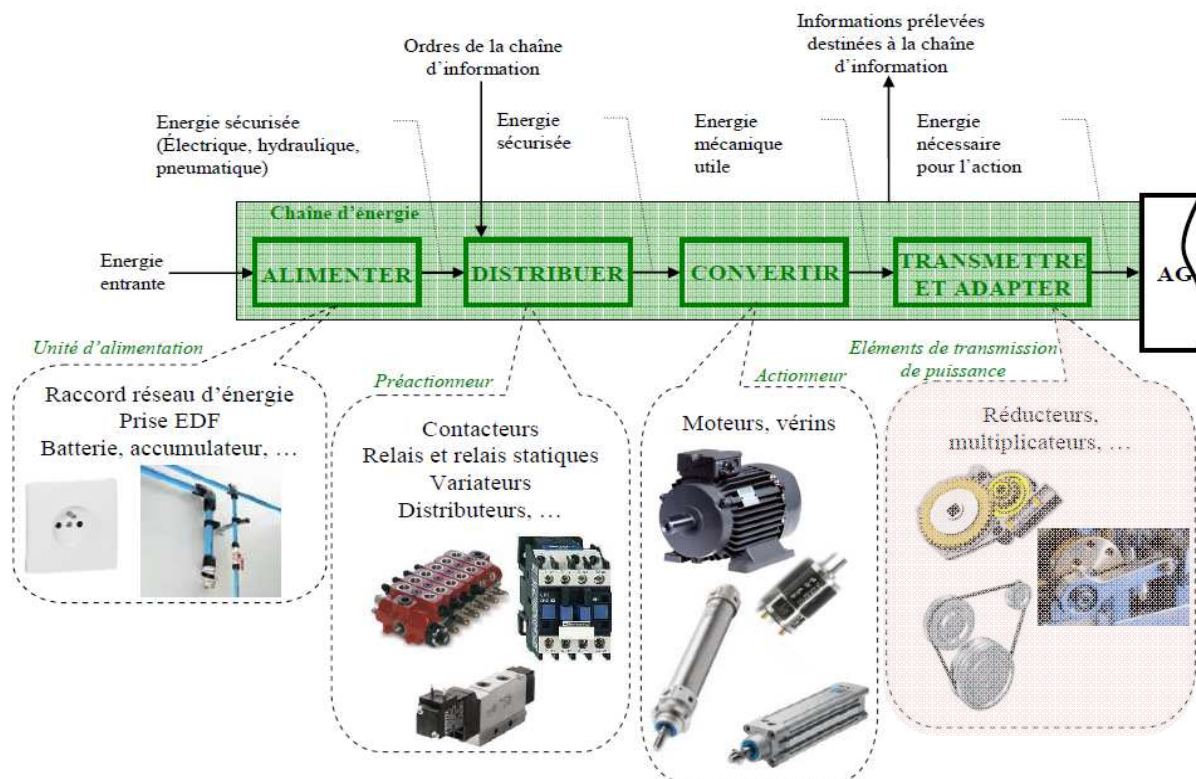 Ordres de la chaîne
d'information
Informations prélevées
destinées à la chaîne
d'information
Energie sécurisée
(Électrique, hydraulique,
pneumatique)
Energie
sécurisée
Energie
mécanique
utile
Energie
nécessaire
pour l'action
Chaîne d'énergie
Energie
entrante
ALIMENTER
DISTRIBUER
CONVERTIR
TRANSMETTRE
ET ADAPTER
AG
Unité d'alimentation
Raccord réseau d'énergie
Prise EDF
Batterie, accumulateur, …
Préactionneur
Contacteurs
Relais et relais statiques
Variateurs
Distributeurs, …
Actionneur
Moteurs, vérins
Eléments de transmission
de puissance
Réducteurs,
multiplicateurs, …